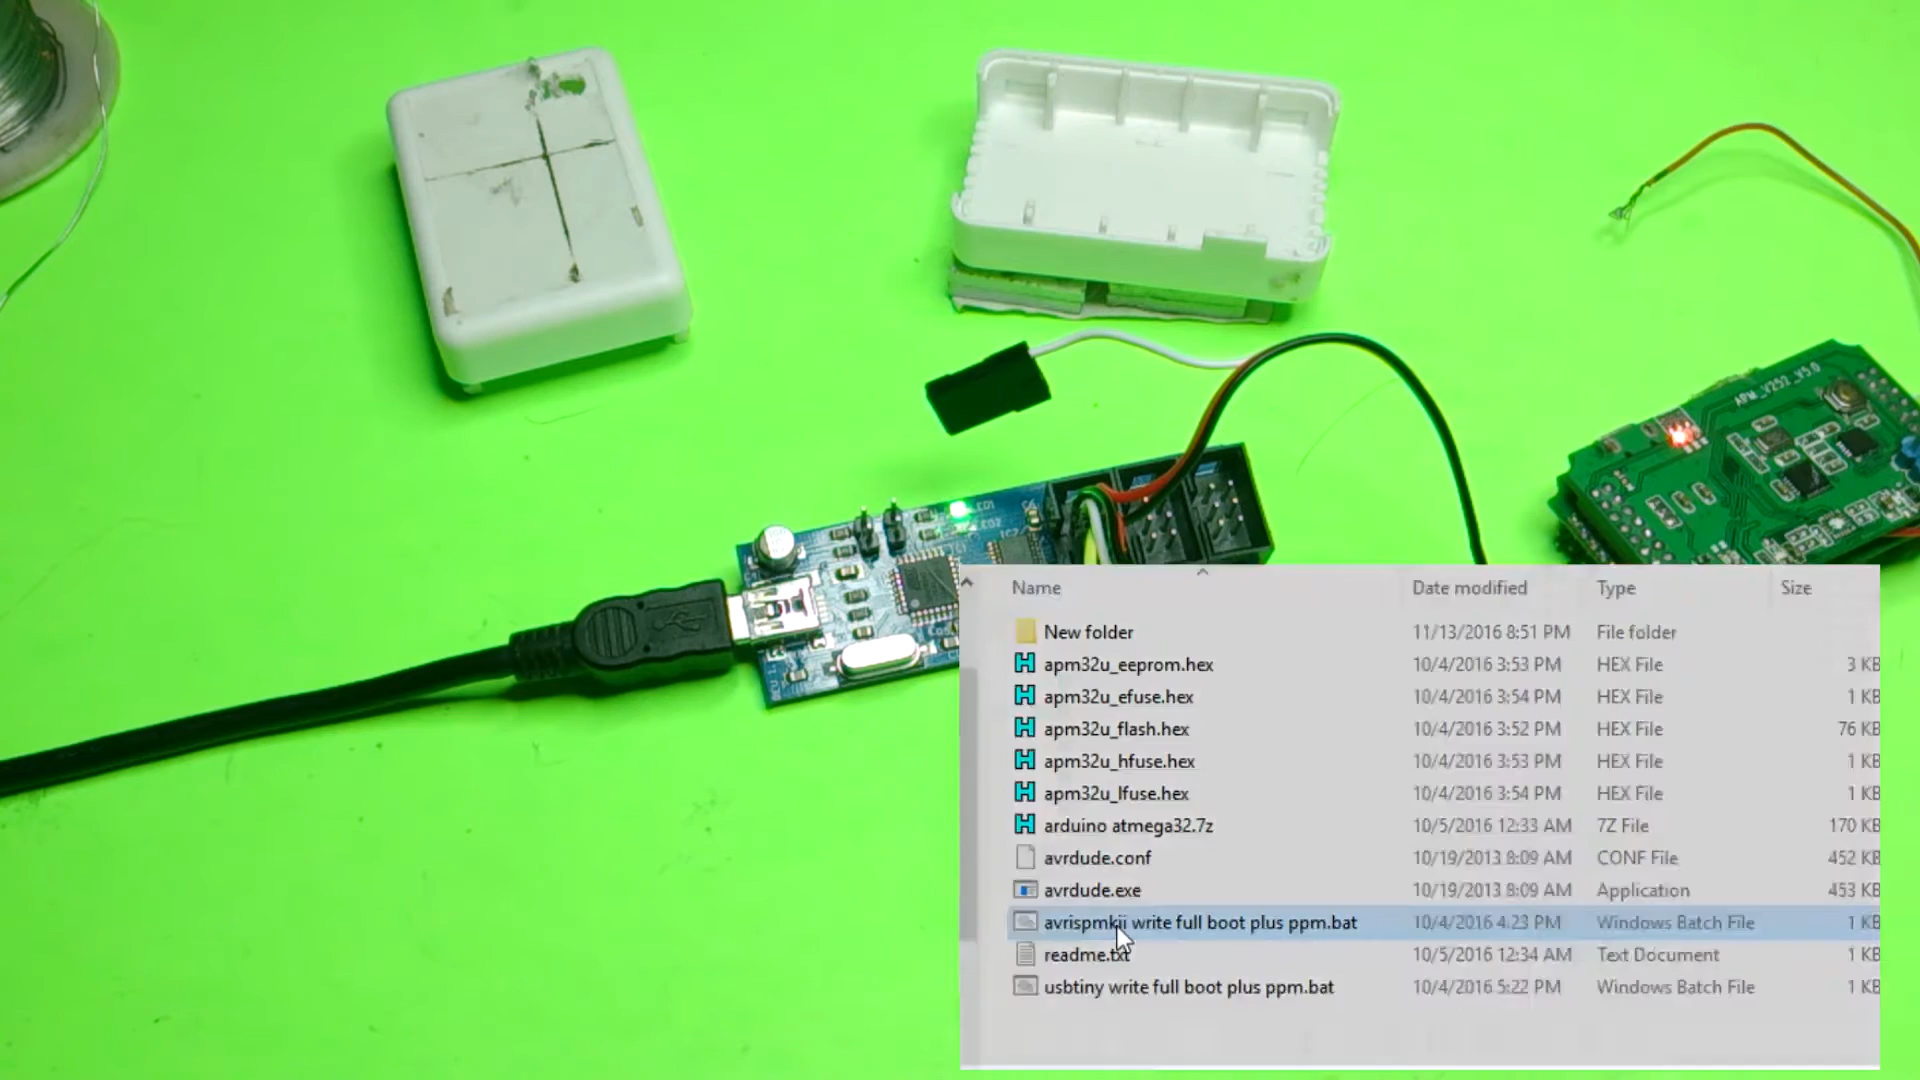 APM_V252_V5.0
Name Date modified Type Size
New folder 11/13/2016 8:51 PM File folder
apm32u_eeprom.hex 10/4/2016 3:53 PM HEX File 3 KB
apm32u_efuse.hex 10/4/2016 3:54 PM HEX File 1 KB
apm32u_flash.hex 10/4/2016 3:52 PM HEX File 76 KB
apm32u_hfuse.hex 10/4/2016 3:53 PM HEX File 1 KB
apm32u_lfuse.hex 10/4/2016 3:54 PM HEX File 1 KB
arduino atmega32.7z 10/5/2016 12:33 AM 7Z File 170 KB
avrdude.conf 10/19/2013 8:09 AM CONF File 452 KB
avrdude.exe 10/19/2013 8:09 AM Application 453 KB
avrispmkii write full boot plus ppm.bat 10/4/2016 4:23 PM Windows Batch File 1 KB
readme.txt 10/5/2016 12:34 AM Text Document 1 KB
usbtiny write full boot plus ppm.bat 10/4/2016 5:22 PM Windows Batch File 1 KB